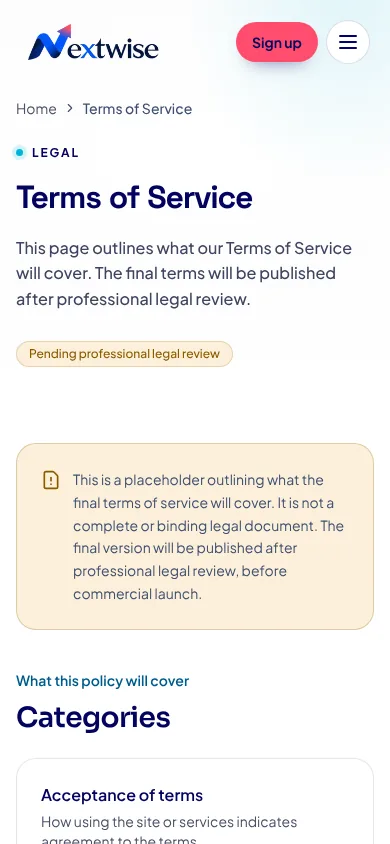 Nextwise
Sign up
Home > Terms of Service
LEGAL
Terms of Service
This page outlines what our Terms of Service
will cover. The final terms will be published
after professional legal review.
Pending professional legal review
This is a placeholder outlining what the
final terms of service will cover. It is not a
complete or binding legal document. The
final version will be published after
professional legal review, before
commercial launch.
What this policy will cover
Categories
Acceptance of terms
How using the site or services indicates
agreement to the terms.